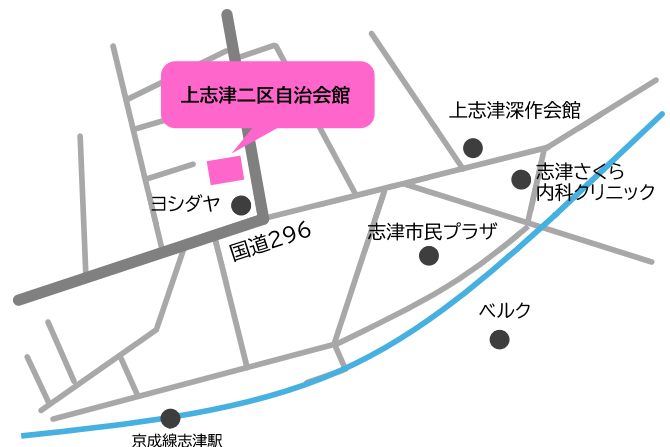 上志津二区自治会館
上志津深作会館
志津さくら
内科クリニック
ヨシダヤ
国道296
志津市民プラザ
ベルク
京成線志津駅